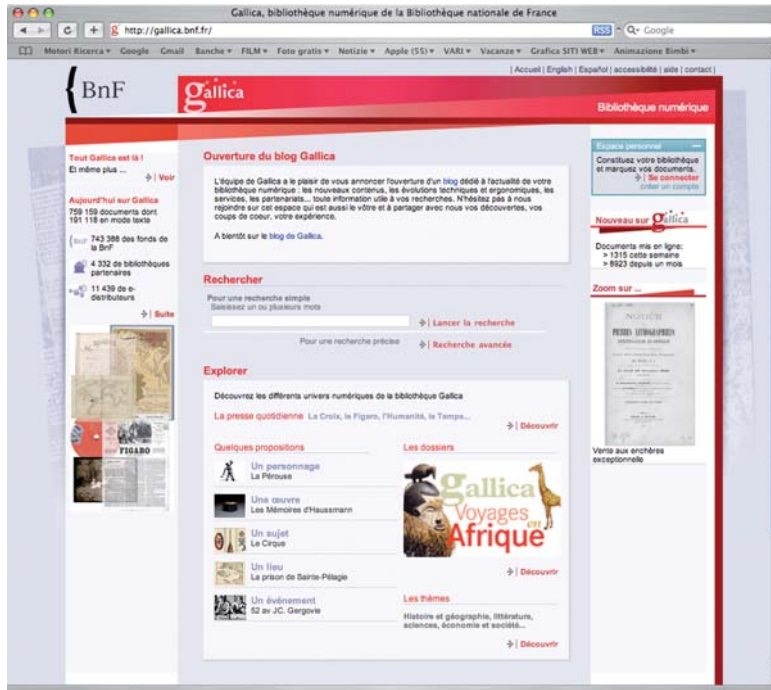 Gallica, bibliothèque numérique de la Bibliothèque nationale de France
http://gallica.bnf.fr/
RSS
Q- Google
Motori Ricerca Google Gmail Banche FILM Foto gratis Notizie Apple (55) VARI Vacanze Grafica SITI WEB Animazione Bimbi
| Accueil | English | Español | accessibilité | aide | contact |
BnF
gallica
Bibliothèque numérique
Tout Gallica est là !
Et même plus ...
Voir
Aujourd'hui sur Gallica
759 159 documents dont
191 118 en mode texte
BnF 743 388 des fonds de
la BnF
4 332 de bibliothèques
partenaires
11 439 de e-
distributeurs
Suite
FIGARO
Ouverture du blog Gallica
L'équipe de Gallica a le plaisir de vous annoncer l'ouverture d'un blog dédié à l'actualité de votre
bibliothèque numérique : les nouveaux contenus, les évolutions techniques et ergonomiques, les
services, les partenariats... toute information utile à vos recherches. N'hésitez pas à nous
rejoindre sur cet espace qui est aussi le vôtre et à partager avec nous vos découvertes, vos
coups de coeur, votre expérience.
A bientôt sur le blog de Gallica.
Rechercher
Pour une recherche simple
Saisissez un ou plusieurs mots
Lancer la recherche
Pour une recherche précise
Recherche avancée
Explorer
Découvrez les différents univers numériques de la bibliothèque Gallica
La presse quotidienne La Croix, le Figaro, l'Humanité, le Temps...
Découvrir
Quelques propositions
Un personnage
La Pérouse
Une œuvre
Les Mémoires d'Haussmann
Un sujet
Le Cirque
Un lieu
La prison de Sainte-Pélagie
Un événement
52 av JC. Gergovie
Les dossiers
gallica
Voyages
en
Afrique
Découvrir
Les thèmes
Histoire et géographie, littérature,
sciences, économie et société...
Découvrir
Espace personnel
Constituez votre bibliothèque
et marquez vos documents.
Se connecter
créer un compte
Nouveau sur gallica
Documents mis en ligne:
> 1315 cette semaine
> 8923 depuis un mois
Zoom sur ...
NOTICE
PIERRES LITHOGRAPHIÉES
Vente aux enchères
exceptionnelle